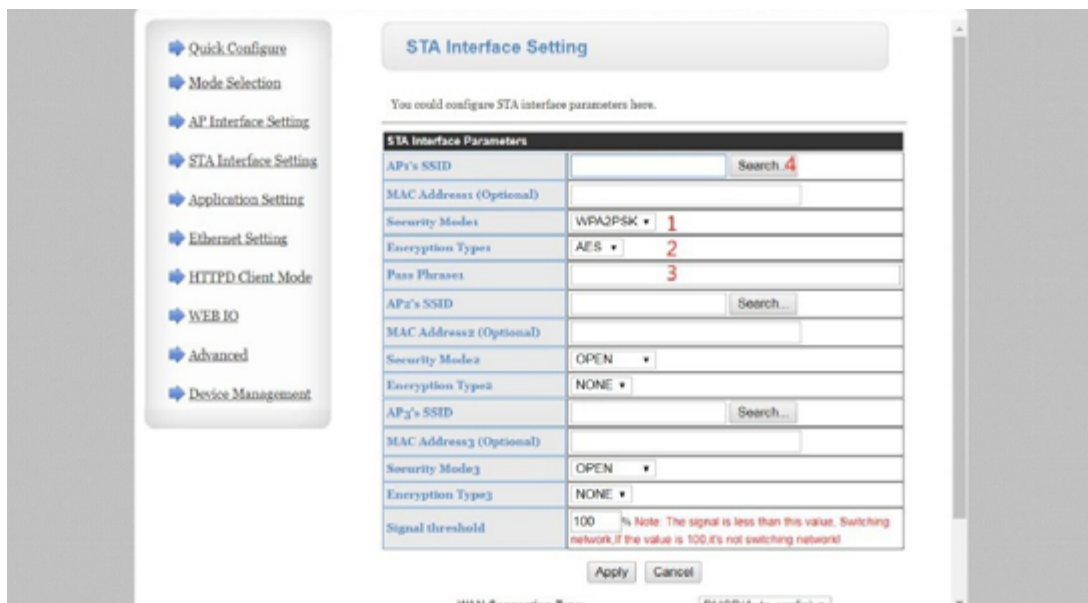 Quick Configure
Mode Selection
AP Interface Setting
STA Interface Setting
Application Setting
Ethernet Setting
HTTPD Client Mode
WEB IO
Advanced
Device Management
STA Interface Setting
You could configure STA interface parameters here.
STA Interface Parameters
AP1's SSID Search... 4
MAC Address1 (Optional)
Security Mode1 WPA2PSK 1
Encryption Type1 AES 2
Pass Phrase1 3
AP2's SSID Search...
MAC Address2 (Optional)
Security Mode2 OPEN
Encryption Type2 NONE
AP3's SSID Search...
MAC Address3 (Optional)
Security Mode3 OPEN
Encryption Type3 NONE
Signal threshold 100 % Note: The signal is less than this value, Switching
network,if the value is 100,it's not switching network!
Apply Cancel